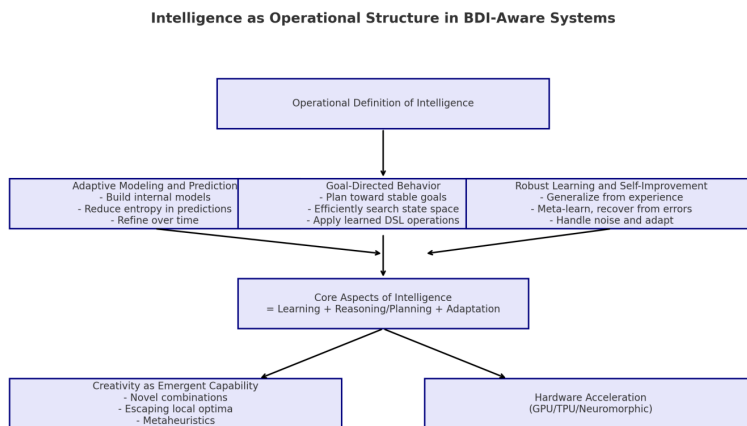 Intelligence as Operational Structure in BDI-Aware Systems
Operational Definition of Intelligence
Adaptive Modeling and Prediction
- Build internal models
- Reduce entropy in predictions
- Refine over time
Goal-Directed Behavior
- Plan toward stable goals
- Efficiently search state space
- Apply learned DSL operations
Robust Learning and Self-Improvement
- Generalize from experience
- Meta-learn, recover from errors
- Handle noise and adapt
Core Aspects of Intelligence
= Learning + Reasoning/Planning + Adaptation
Creativity as Emergent Capability
- Novel combinations
- Escaping local optima
- Metaheuristics
Hardware Acceleration
(GPU/TPU/Neuromorphic)